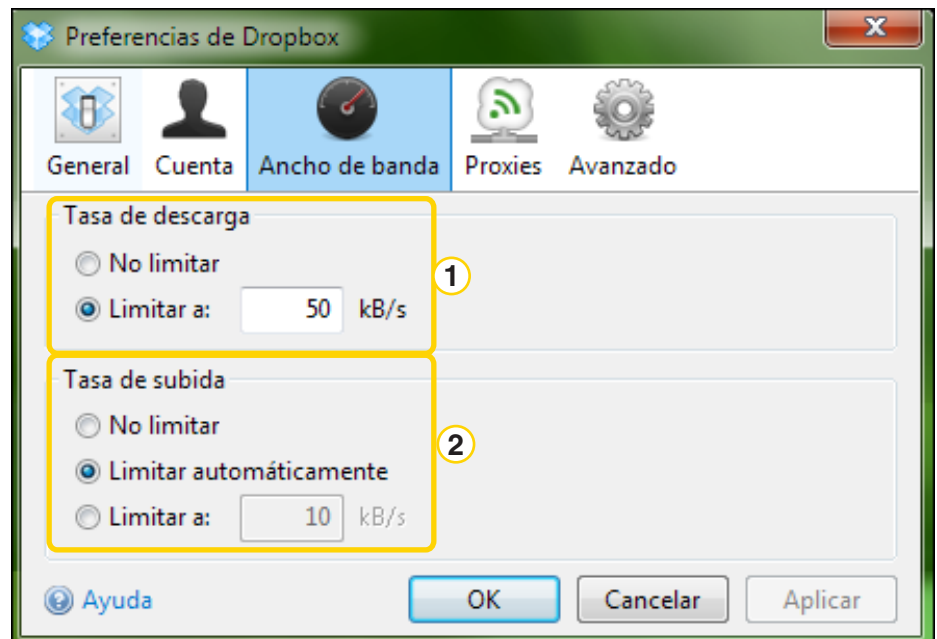 Preferencias de Dropbox
x
General Cuenta Ancho de banda Proxies Avanzado
Tasa de descarga
No limitar
1
Limitar a: 50 kB/s
Tasa de subida
No limitar
2
Limitar automáticamente
Limitar a: 10 kB/s
? Ayuda OK Cancelar Aplicar